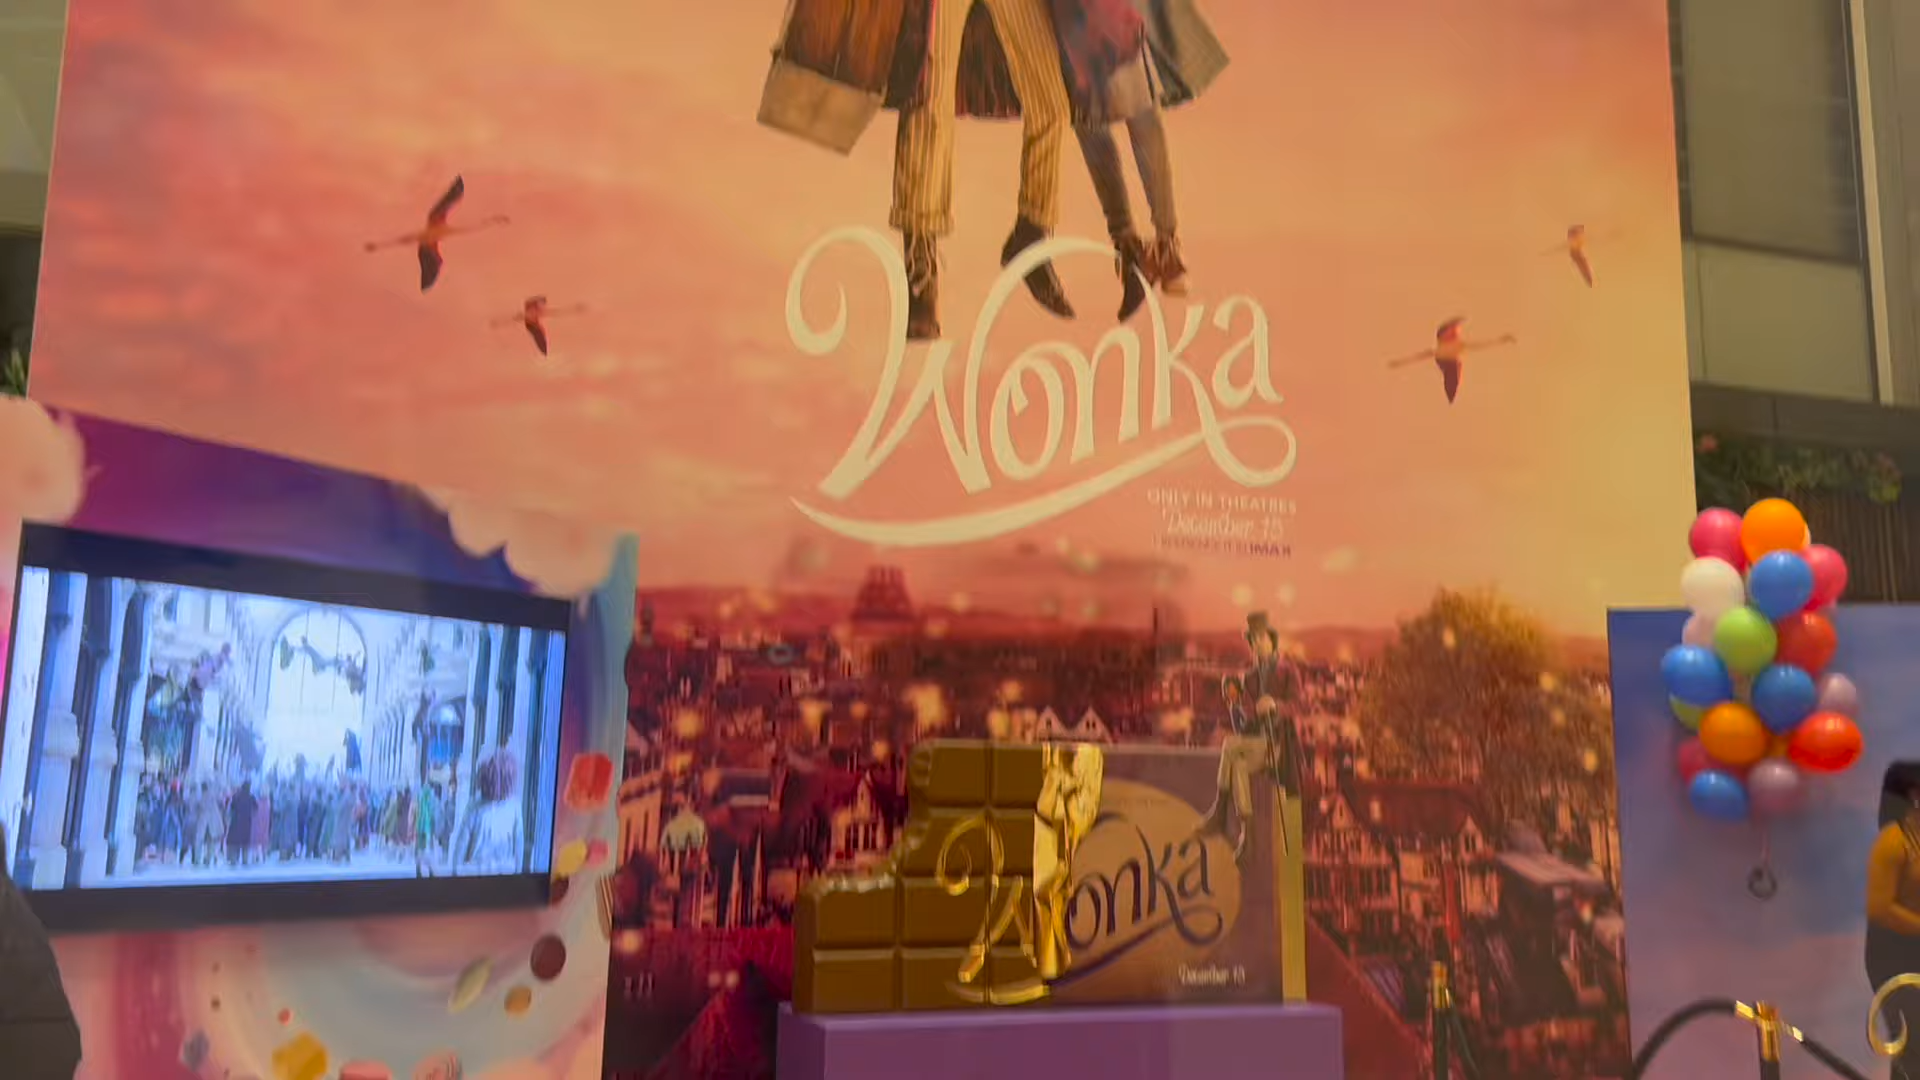 Wonka
ONLY IN THEATRES
December 15
Wonka
December 15